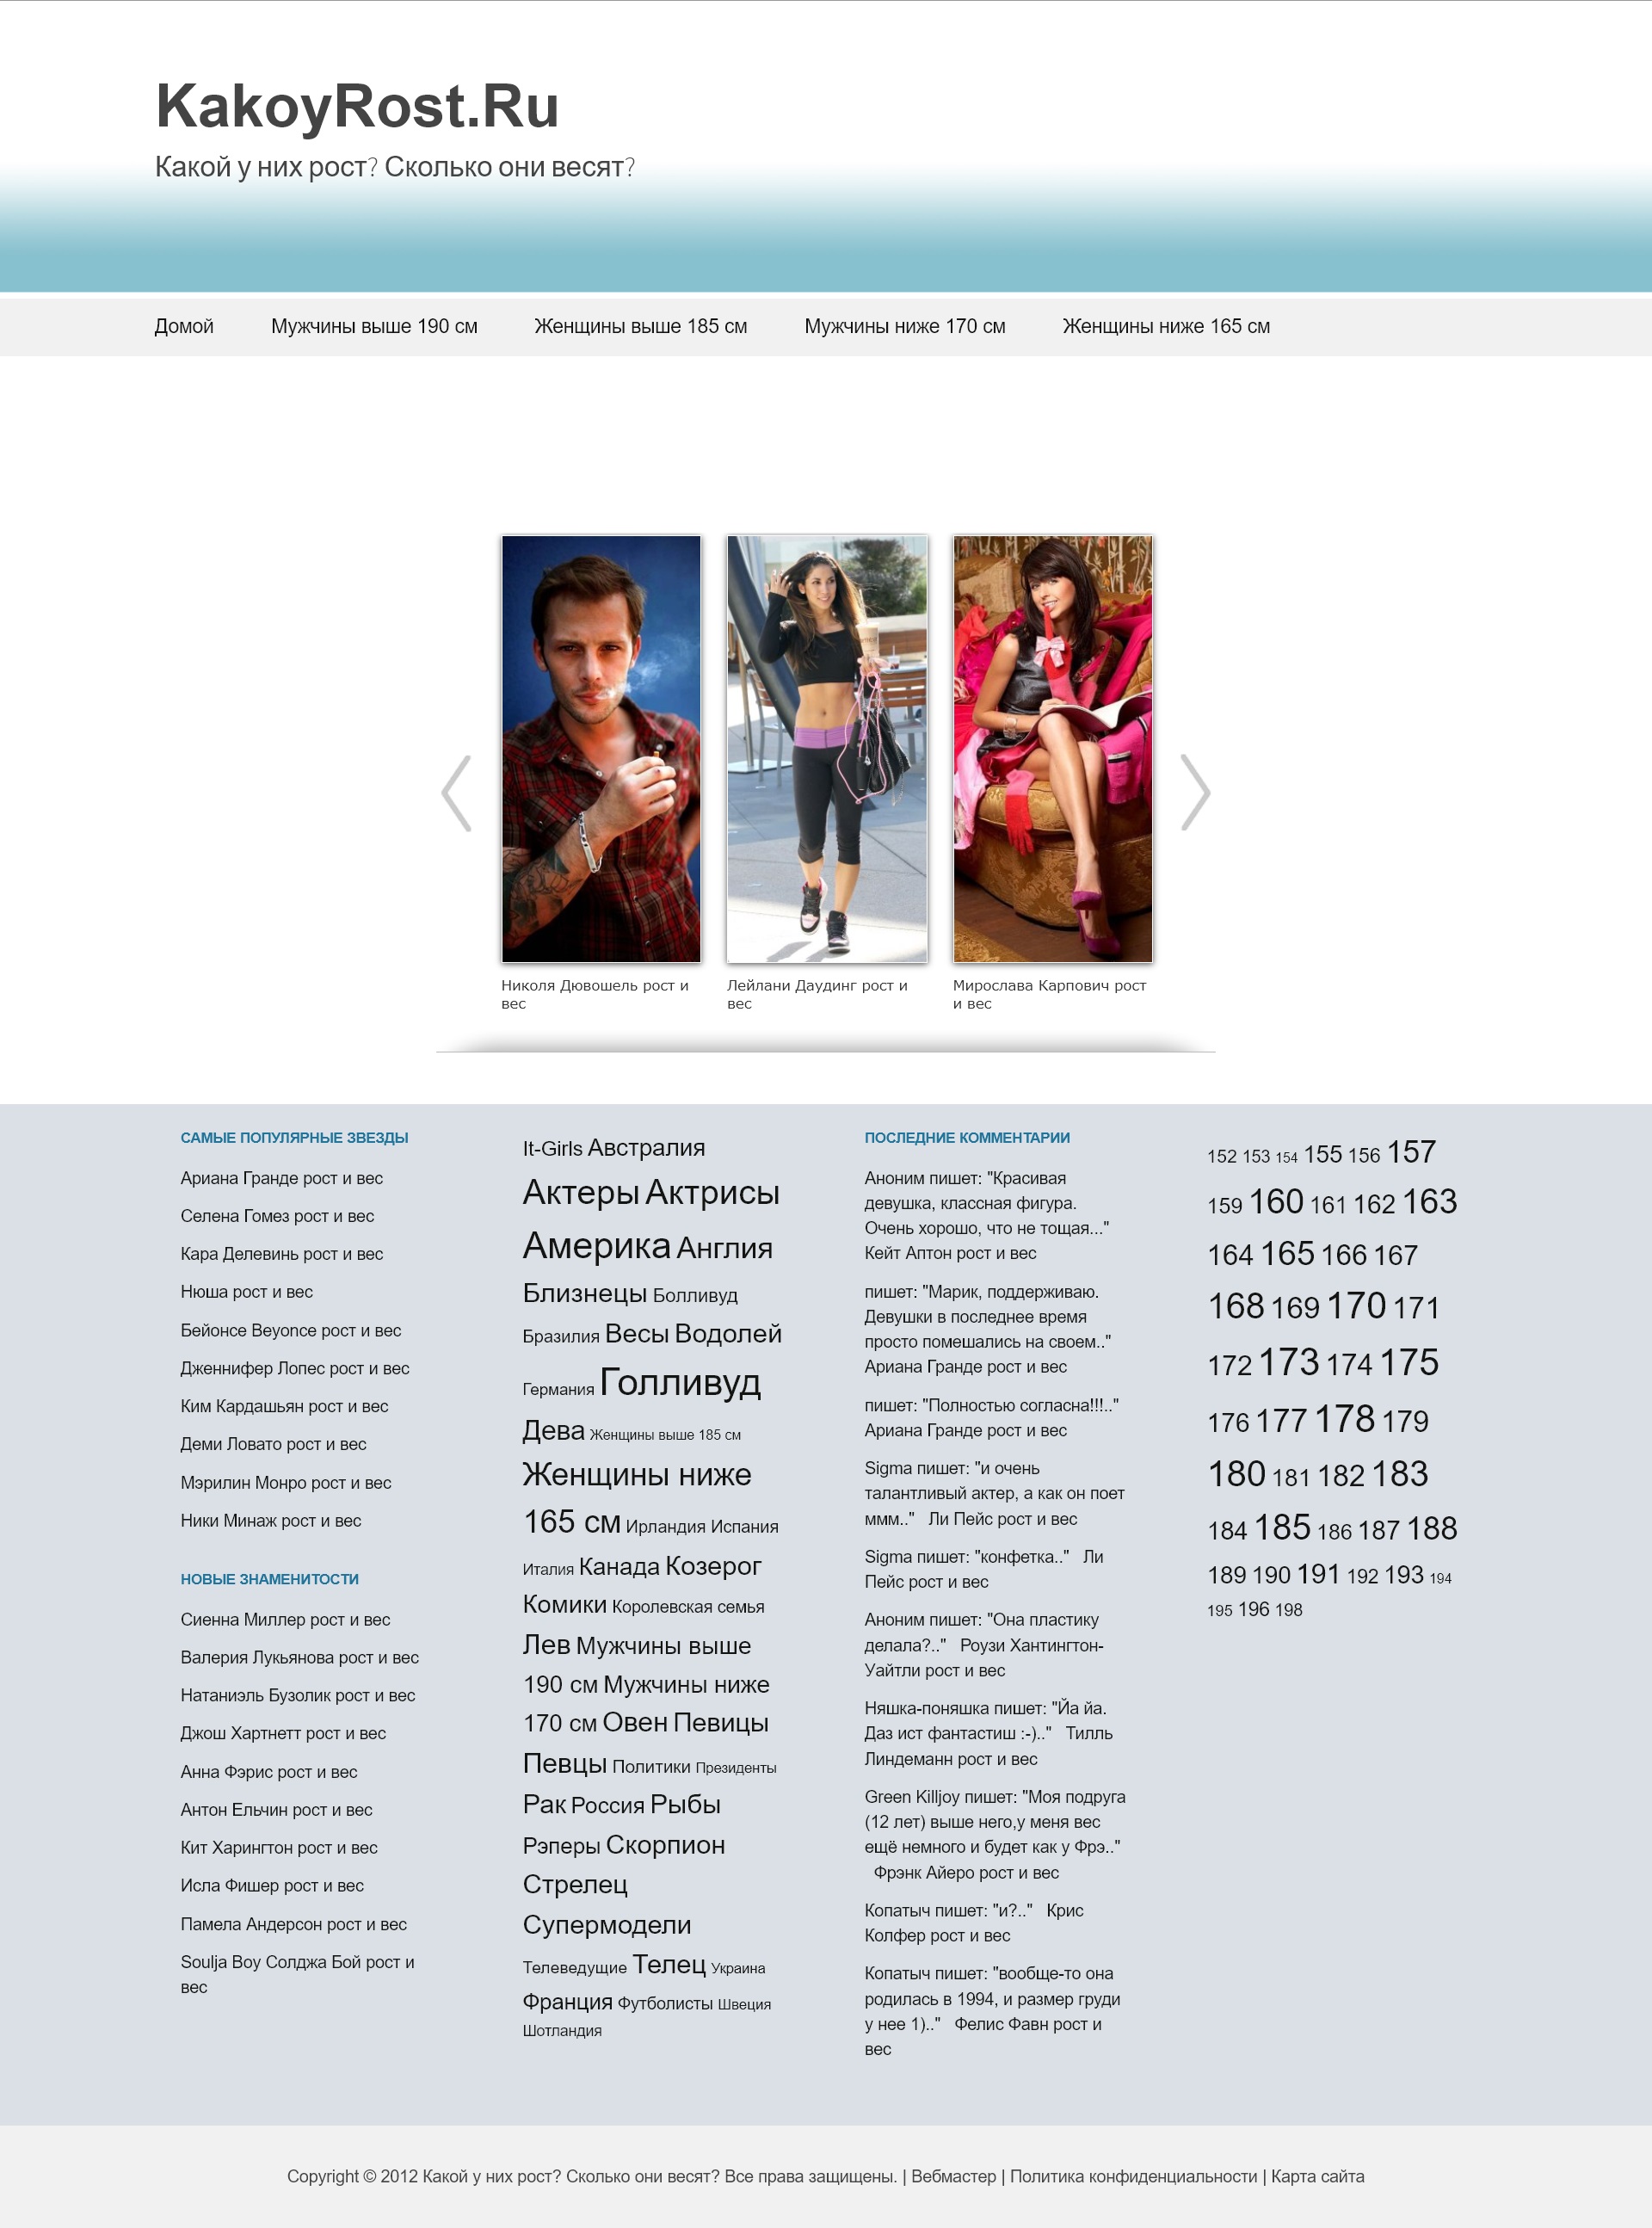 KakoyRost.Ru
Какой у них рост? Сколько они весят?
Домой
Мужчины выше 190 см
Женщины выше 185 см
Мужчины ниже 170 см
Женщины ниже 165 см
Николя Дювошель рост и
вес
Лейлани Даудинг рост и
вес
Мирослава Карпович рост
и вес
САМЫЕ ПОПУЛЯРНЫЕ ЗВЕЗДЫ
Ариана Гранде рост и вес
Селена Гомез рост и вес
Кара Делевинь рост и вес
Нюша рост и вес
Бейонсе Beyonce рост и вес
Дженнифер Лопес рост и вес
Ким Кардашьян рост и вес
Деми Ловато рост и вес
Мэрилин Монро рост и вес
Ники Минаж рост и вес
НОВЫЕ ЗНАМЕНИТОСТИ
Сиенна Миллер рост и вес
Валерия Лукьянова рост и вес
Натаниэль Бузолик рост и вес
Джош Хартнетт рост и вес
Анна Фэрис рост и вес
Антон Ельчин рост и вес
Кит Харингтон рост и вес
Исла Фишер рост и вес
Памела Андерсон рост и вес
Soulja Boy Солджа Бой рост и
вес
It-Girls Австралия
Актеры Актрисы
Америка Англия
Близнецы Болливуд
Бразилия Весы Водолей
Германия Голливуд
Дева Женщины выше 185 см
Женщины ниже
165 см Ирландия Испания
Италия Канада Козерог
Комики Королевская семья
Лев Мужчины выше
190 см Мужчины ниже
170 см Овен Певицы
Певцы Политики Президенты
Рак Россия Рыбы
Рэперы Скорпион
Стрелец
Супермодели
Телеведущие Телец Украина
Франция Футболисты Швеция
Шотландия
ПОСЛЕДНИЕ КОММЕНТАРИИ
Аноним пишет: "Красивая
девушка, классная фигура.
Очень хорошо, что не тощая..."
Кейт Аптон рост и вес
пишет: "Марик, поддерживаю.
Девушки в последнее время
просто помешались на своем.."
Ариана Гранде рост и вес
пишет: "Полностью согласна!!!.."
Ариана Гранде рост и вес
Sigma пишет: "и очень
талантливый актер, а как он поет
ммм.." Ли Пейс рост и вес
Sigma пишет: "конфетка.." Ли
Пейс рост и вес
Аноним пишет: "Она пластику
делала?.." Роузи Хантингтон-
Уайтли рост и вес
Няшка-поняшка пишет: "Йа йа.
Даз ист фантастиш :-).." Тилль
Линдеманн рост и вес
Green Killjoy пишет: "Моя подруга
(12 лет) выше него,у меня вес
ещё немного и будет как у Фрэ.."
Фрэнк Айеро рост и вес
Копатыч пишет: "и?.." Крис
Колфер рост и вес
Копатыч пишет: "вообще-то она
родилась в 1994, и размер груди
у нее 1).." Фелис Фавн рост и
вес
152 153 154 155 156 157
159 160 161 162 163
164 165 166 167
168 169 170 171
172 173 174 175
176 177 178 179
180 181 182 183
184 185 186 187 188
189 190 191 192 193 194
195 196 198
Copyright © 2012 Какой у них рост? Сколько они весят? Все права защищены. | Вебмастер | Политика конфиденциальности | Карта сайта